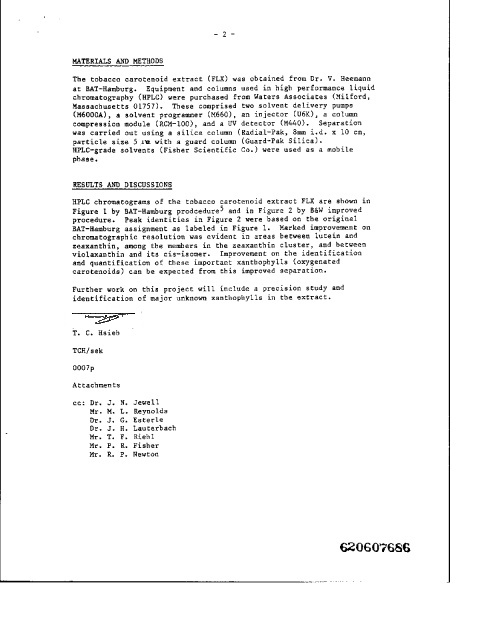 - 2 -
MATERIALS AND METHODS
The tobacco carotenoid extract (FLX) was obtained from Dr. V. Heemann
at BAT-Hamburg. Equipment and columns used in high performance liquid
chromatography (HPLC) were purchased from Waters Associates (Milford,
Massachusetts 01757). These comprised two solvent delivery pumps
(M6000A), a solvent programmer (M660), an injector (U6K), a column
compression module (RCM-100), and a UV detector (M440). Separation
was carried out using a silica column (Radial-Pak, 8mm i.d. x 10 cm,
particle size 5 with a guard column (Guard-Pak Silica).
HPLC-grade solvents (Fisher Scientific Co.) were used as a mobile
phase.
RESULTS AND DISCUSSIONS
HPLC chromatograms of the tobacco carotenoid extract FLX are shown in
Figure 1 by BAT-Hamburg prodcedure⁵ and in Figure 2 by B&W improved
procedure. Peak identities in Figure 2 were based on the original
BAT-Hamburg assignment as labeled in Figure 1. Marked improvement on
chromatographic resolution was evident in areas between lutein and
zeaxanthin, among the members in the zeaxanthin cluster, and between
violaxanthin and its cis-isomer. Improvement on the identification
and quantification of these important xanthophylls (oxygenated
carotenoids) can be expected from this improved separation.
Further work on this project will include a precision study and
identification of major unknown xanthophylls in the extract.
T. C. Hsieh
TCH/sek
0007p
Attachments
cc: Dr. J. N. Jewell
Mr. M. L. Reynolds
Dr. J. G. Esterle
Dr. J. H. Lauterbach
Mr. T. F. Riehl
Mr. P. R. Fisher
Mr. R. P. Newton
620607686